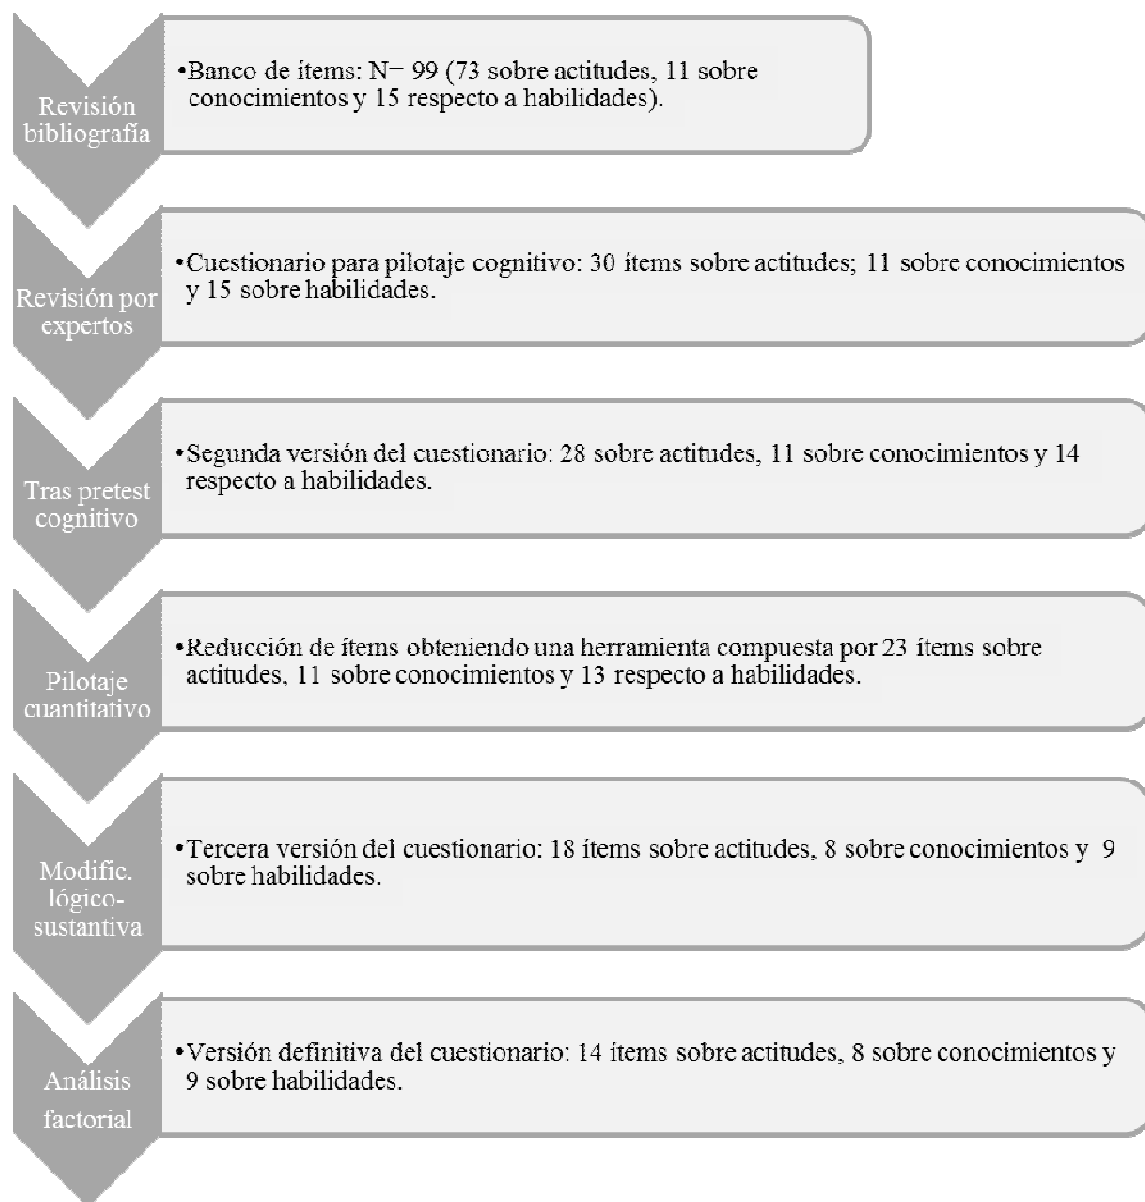 Revisión
bibliografía
•Banco de ítems: N= 99 (73 sobre actitudes, 11 sobre
conocimientos y 15 respecto a habilidades).
Revisión por
expertos
•Cuestionario para pilotaje cognitivo: 30 ítems sobre actitudes; 11 sobre conocimientos
y 15 sobre habilidades.
Tras pretest
cognitivo
•Segunda versión del cuestionario: 28 sobre actitudes, 11 sobre conocimientos y 14
respecto a habilidades.
Pilotaje
cuantitativo
•Reducción de ítems obteniendo una herramienta compuesta por 23 ítems sobre
actitudes, 11 sobre conocimientos y 13 respecto a habilidades.
Modific.
lógico-
sustantiva
•Tercera versión del cuestionario: 18 ítems sobre actitudes, 8 sobre conocimientos y 9
sobre habilidades.
Análisis
factorial
•Versión definitiva del cuestionario: 14 ítems sobre actitudes, 8 sobre conocimientos y
9 sobre habilidades.